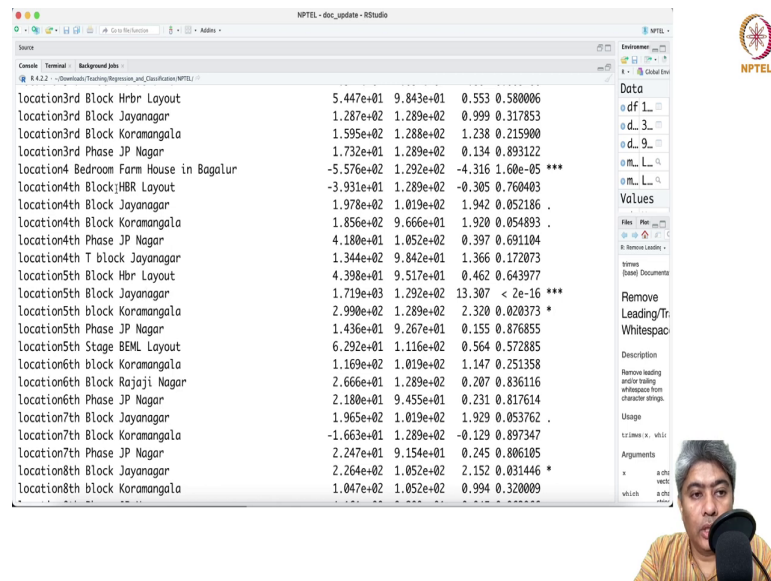 NPTEL - doc_update - RStudio
Go to file/function Addins NPTEL
Source Environmen
Console Terminal Background Jobs
R 4.2.2 · ~/Downloads/Teaching/Regression_and_Classification/NPTEL/
R Global Envi
location3rd Block Hrbr Layout 5.447e+01 9.843e+01 0.553 0.580006
location3rd Block Jayanagar 1.287e+02 1.289e+02 0.999 0.317853
location3rd Block Koramangala 1.595e+02 1.288e+02 1.238 0.215900
location3rd Phase JP Nagar 1.732e+01 1.289e+02 0.134 0.893122
location4 Bedroom Farm House in Bagalur -5.576e+02 1.292e+02 -4.316 1.60e-05 ***
location4th Block HBR Layout -3.931e+01 1.289e+02 -0.305 0.760403
location4th Block Jayanagar 1.978e+02 1.019e+02 1.942 0.052186 .
location4th Block Koramangala 1.856e+02 9.666e+01 1.920 0.054893 .
location4th Phase JP Nagar 4.180e+01 1.052e+02 0.397 0.691104
location4th T block Jayanagar 1.344e+02 9.842e+01 1.366 0.172073
location5th Block Hbr Layout 4.398e+01 9.517e+01 0.462 0.643977
location5th Block Jayanagar 1.719e+03 1.292e+02 13.307 < 2e-16 ***
location5th Block Koramangala 2.990e+02 1.289e+02 2.320 0.020373 *
location5th Phase JP Nagar 1.436e+01 9.267e+01 0.155 0.876855
location5th Stage BEML Layout 6.292e+01 1.116e+02 0.564 0.572885
location6th block Koramangala 1.169e+02 1.019e+02 1.147 0.251358
location6th Block Rajaji Nagar 2.666e+01 1.289e+02 0.207 0.836116
location6th Phase JP Nagar 2.180e+01 9.455e+01 0.231 0.817614
location7th Block Jayanagar 1.965e+02 1.019e+02 1.929 0.053762 .
location7th Block Koramangala -1.663e+01 1.289e+02 -0.129 0.897347
location7th Phase JP Nagar 2.247e+01 9.154e+01 0.245 0.806105
location8th Block Jayanagar 2.264e+02 1.052e+02 2.152 0.031446 *
location8th block Koramangala 1.047e+02 1.052e+02 0.994 0.320009
Data
df 1…
d… 3…
d… 9…
m… L…
m… L…
Values
Files Plot
R: Remove Leading
trimws
{base} Documenta
Remove
Leading/Tra
Whitespace
Description
Remove leading
and/or trailing
whitespace from
character strings.
Usage
trimws(x, whic
Arguments
x a cha
vecto
which a cha
NPTEL